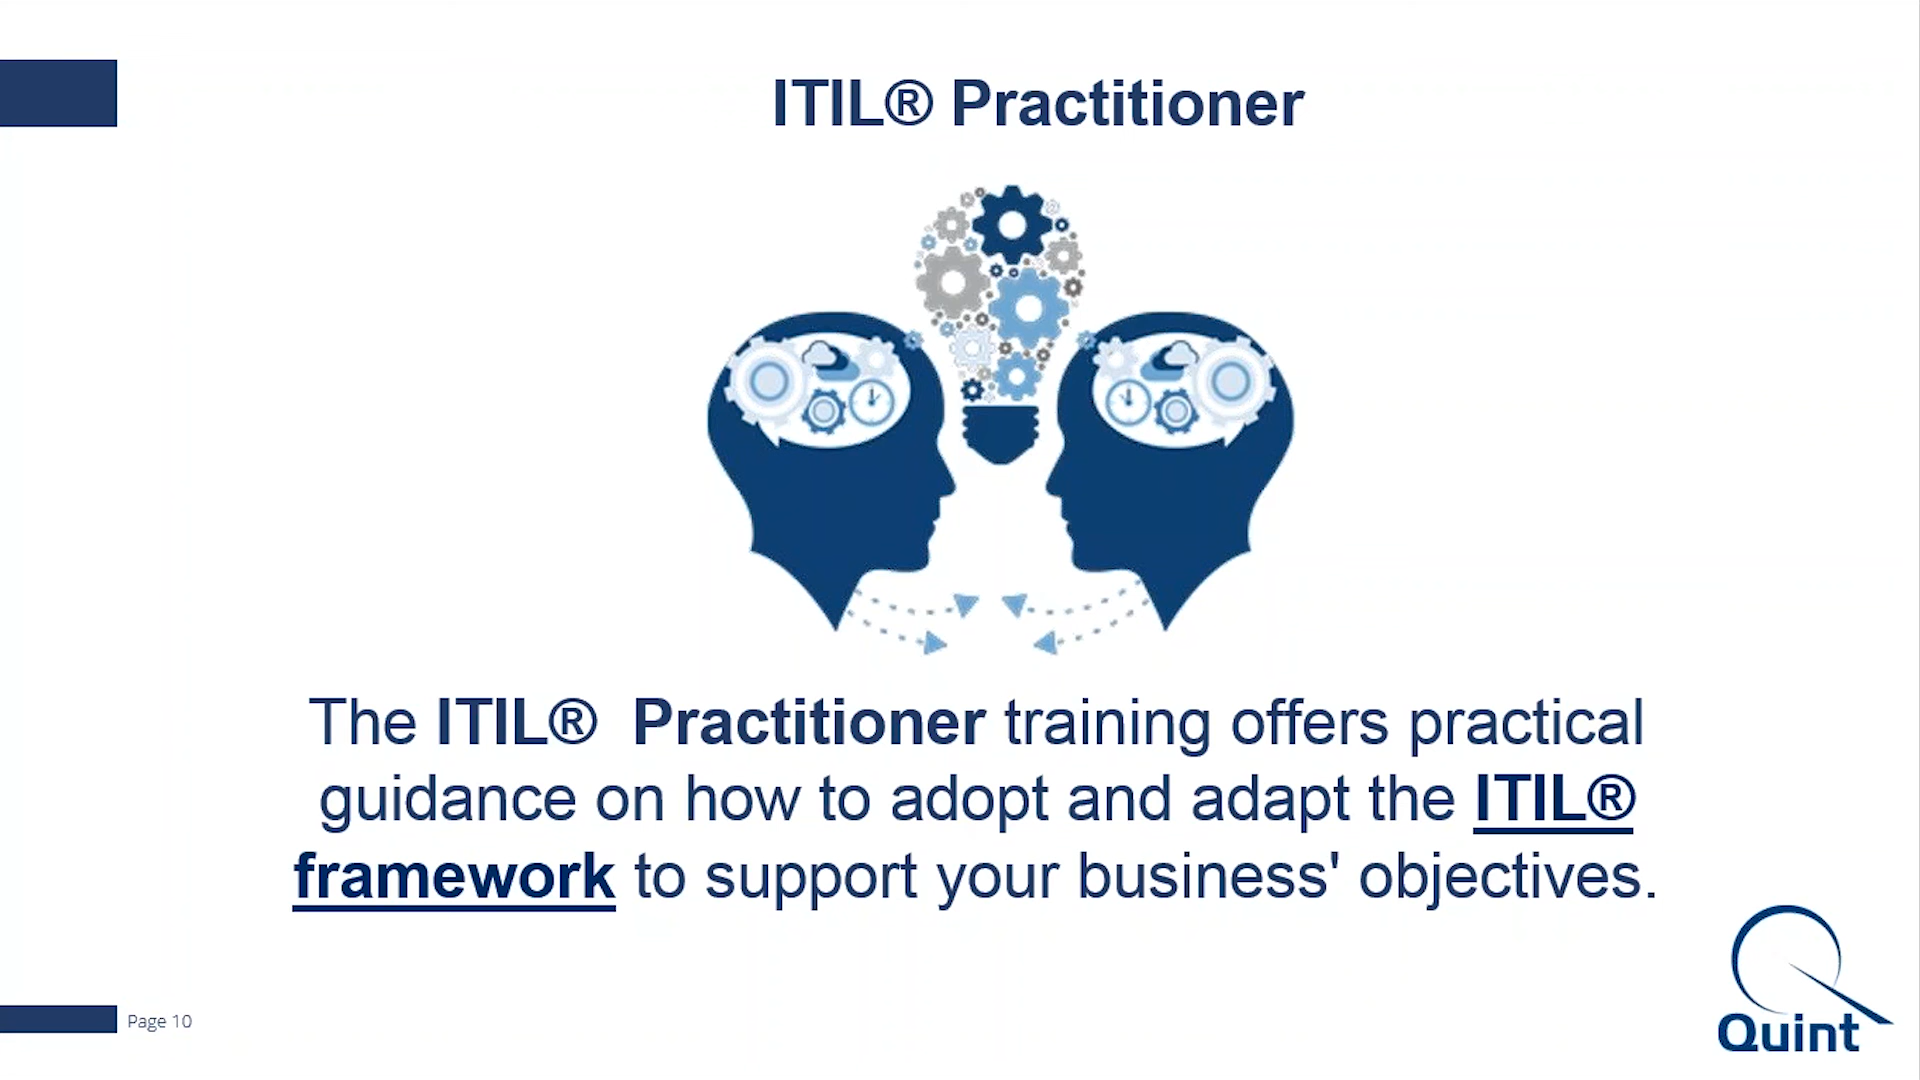 ITIL® Practitioner
The ITIL® Practitioner training offers practical
guidance on how to adopt and adapt the ITIL®
framework to support your business' objectives.
Page 10
Quint